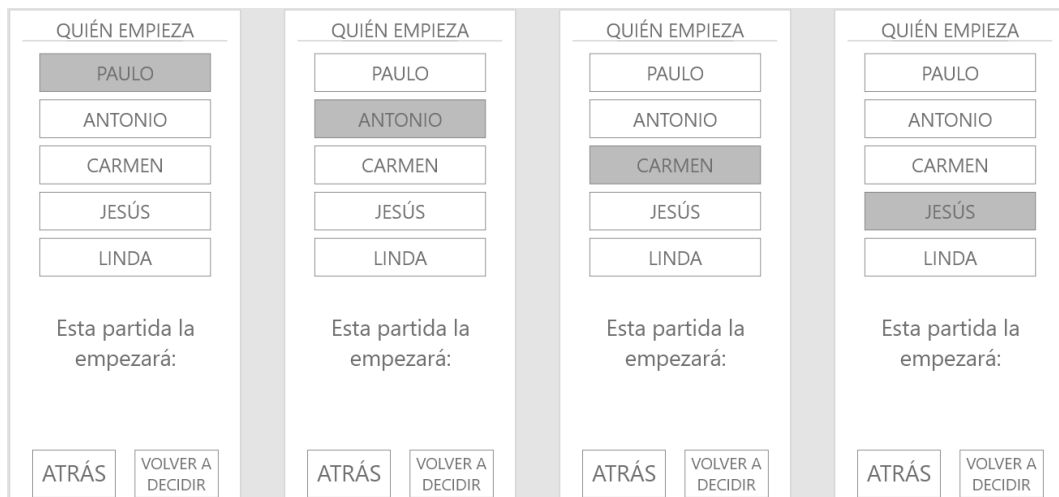 QUIÉN EMPIEZA
PAULO
ANTONIO
CARMEN
JESÚS
LINDA
Esta partida la
empezará:
ATRÁS
VOLVER A
DECIDIR
QUIÉN EMPIEZA
PAULO
ANTONIO
CARMEN
JESÚS
LINDA
Esta partida la
empezará:
ATRÁS
VOLVER A
DECIDIR
QUIÉN EMPIEZA
PAULO
ANTONIO
CARMEN
JESÚS
LINDA
Esta partida la
empezará:
ATRÁS
VOLVER A
DECIDIR
QUIÉN EMPIEZA
PAULO
ANTONIO
CARMEN
JESÚS
LINDA
Esta partida la
empezará:
ATRÁS
VOLVER A
DECIDIR